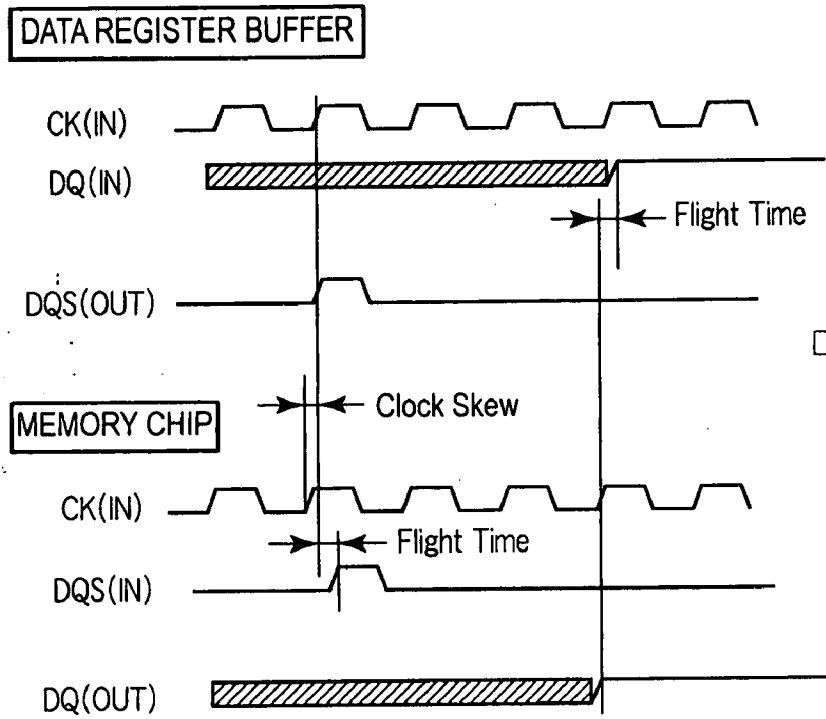 DATA REGISTER BUFFER
CK(IN)
DQ(IN)
Flight Time
DQS(OUT)
Clock Skew
MEMORY CHIP
CK(IN)
Flight Time
DQS(IN)
DQ(OUT)